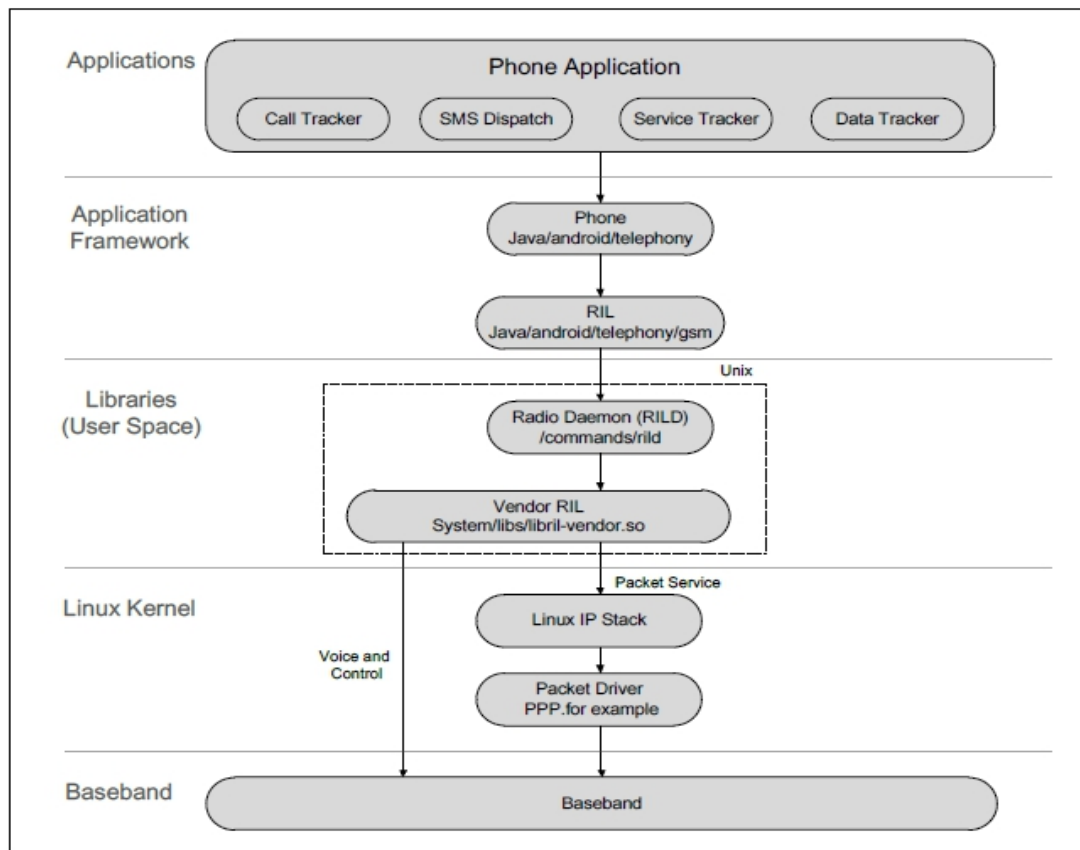 Applications
Phone Application
Call Tracker
SMS Dispatch
Service Tracker
Data Tracker
Application
Framework
Phone
Java/android/telephony
RIL
Java/android/telephony/gsm
Libraries
(User Space)
Unix
Radio Daemon (RILD)
/commands/rild
Vendor RIL
System/libs/libril-vendor.so
Linux Kernel
Packet Service
Linux IP Stack
Voice and
Control
Packet Driver
PPP.for example
Baseband
Baseband